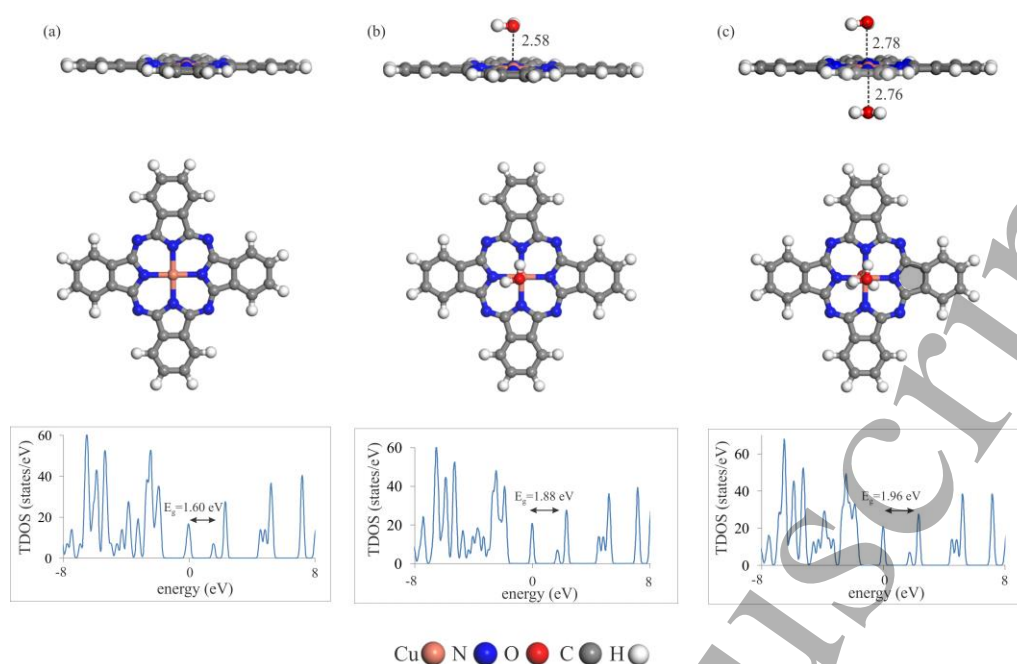 (a)
(b)
(c)
2.58
2.78
2.76
60
40
20
0
TDOS (states/eV)
E_g=1.60 eV
-8
0
8
energy (eV)
60
40
20
0
TDOS (states/eV)
E_g=1.88 eV
-8
0
8
energy (eV)
60
40
20
0
TDOS (states/eV)
E_g=1.96 eV
-8
0
8
energy (eV)
Cu N O C H
uscri